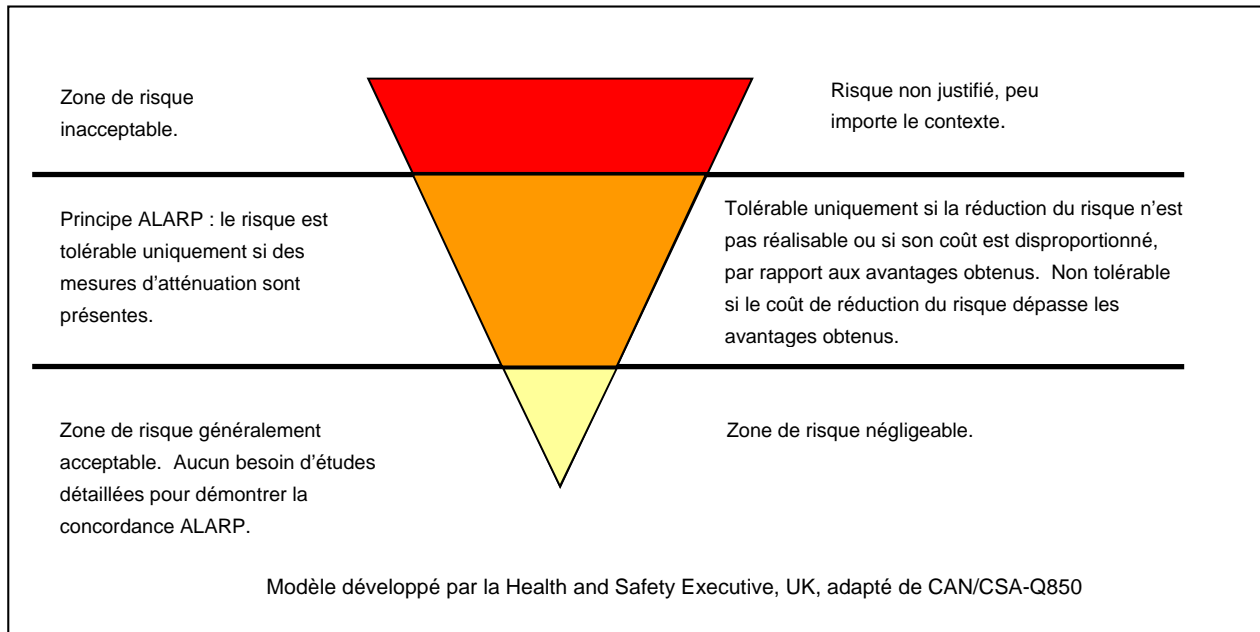 Zone de risque
inacceptable.
Risque non justifié, peu
importe le contexte.
Principe ALARP : le risque est
tolérable uniquement si des
mesures d’atténuation sont
présentes.
Tolérable uniquement si la réduction du risque n’est
pas réalisable ou si son coût est disproportionné,
par rapport aux avantages obtenus.  Non tolérable
si le coût de réduction du risque dépasse les
avantages obtenus.
Zone de risque généralement
acceptable.  Aucun besoin d’études
détaillées pour démontrer la
concordance ALARP.
Zone de risque négligeable.
Modèle développé par la Health and Safety Executive, UK, adapté de CAN/CSA-Q850